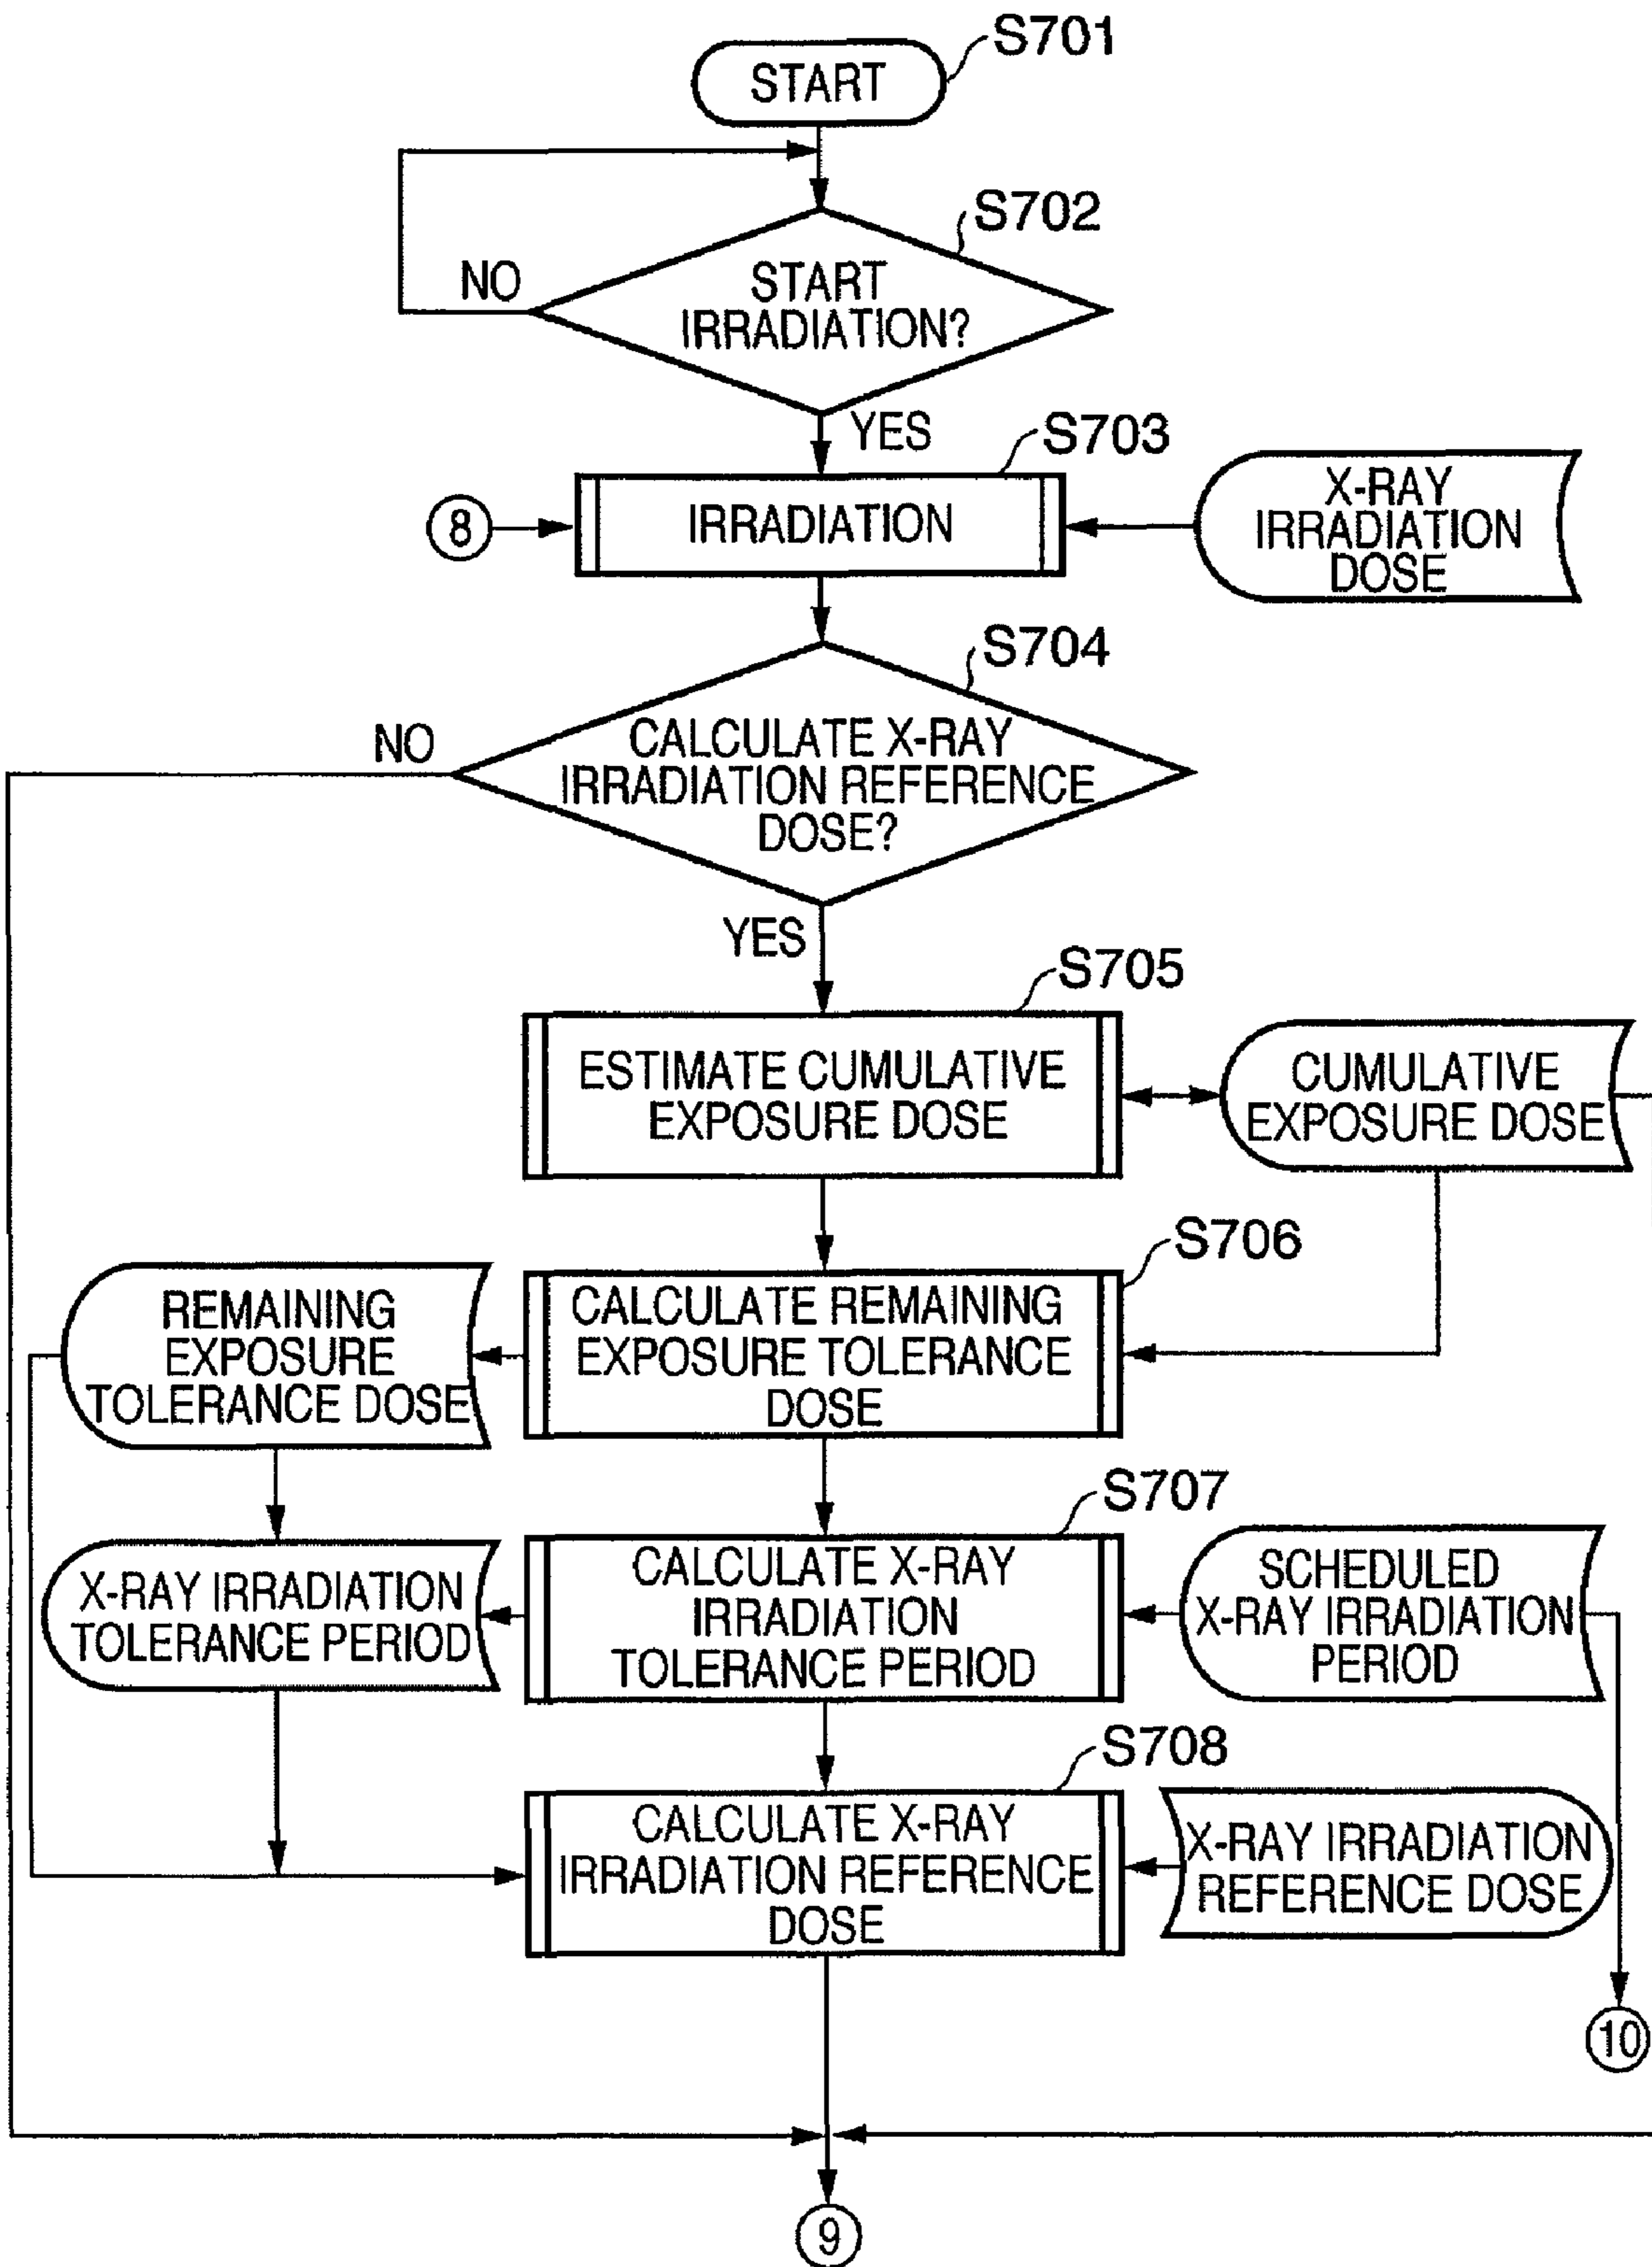 S701
START
S702
NO
START
IRRADIATION?
YES
S703
8
IRRADIATION
X-RAY
IRRADIATION
DOSE
S704
NO
CALCULATE X-RAY
IRRADIATION REFERENCE
DOSE?
YES
S705
ESTIMATE CUMULATIVE
EXPOSURE DOSE
CUMULATIVE
EXPOSURE DOSE
S706
REMAINING
EXPOSURE
TOLERANCE DOSE
CALCULATE REMAINING
EXPOSURE TOLERANCE
DOSE
S707
X-RAY IRRADIATION
TOLERANCE PERIOD
CALCULATE X-RAY
IRRADIATION
TOLERANCE PERIOD
SCHEDULED
X-RAY IRRADIATION
PERIOD
S708
CALCULATE X-RAY
IRRADIATION REFERENCE
DOSE
X-RAY IRRADIATION
REFERENCE DOSE
10
9